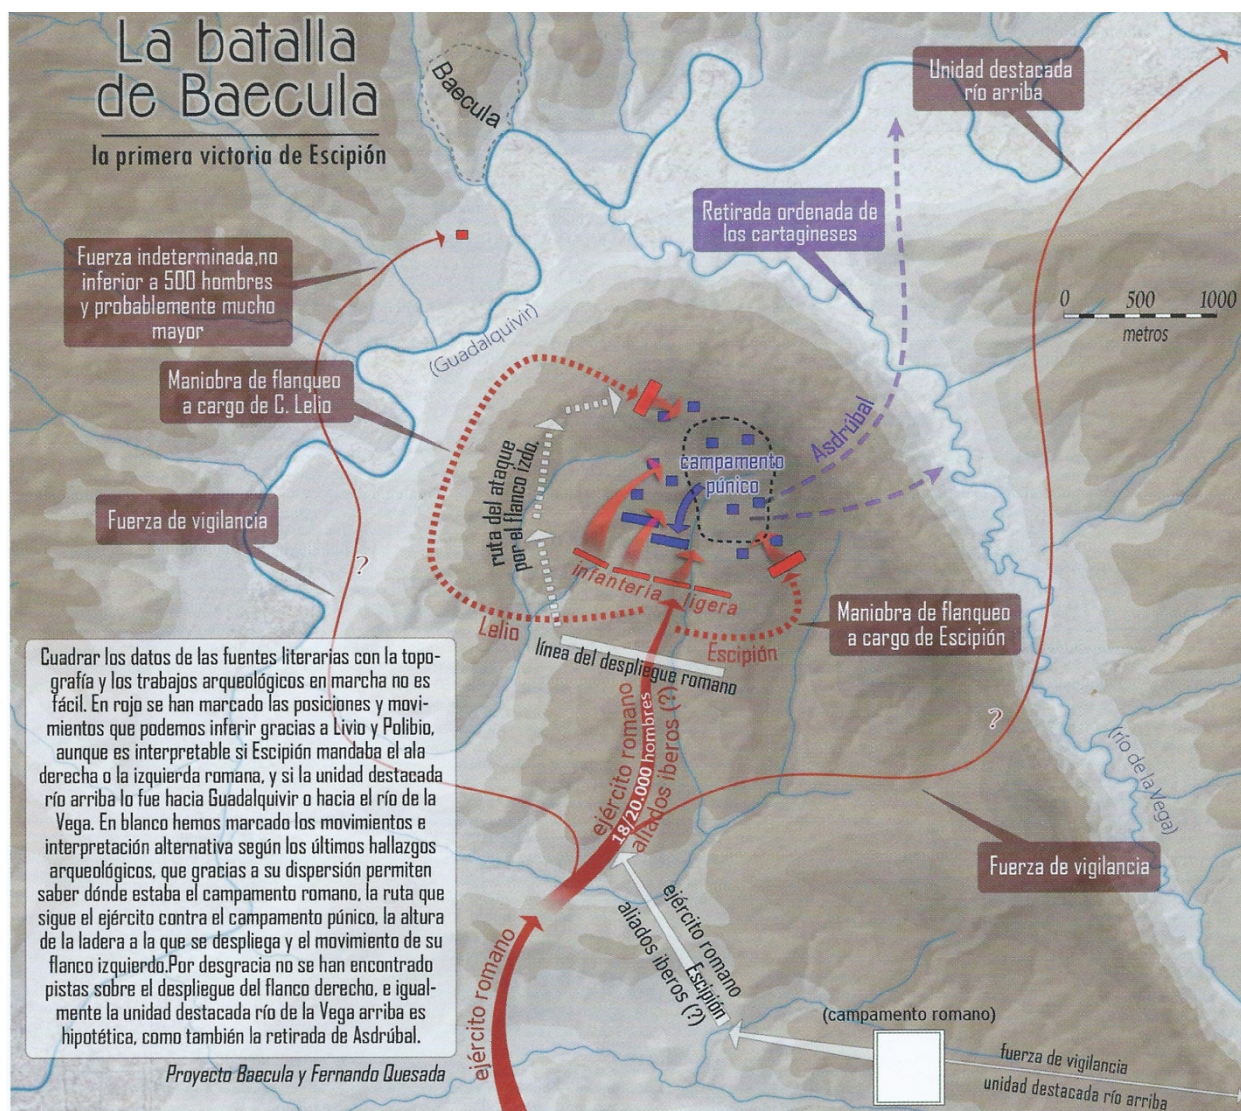 La batalla
de Baecula
la primera victoria de Escipión
Baecula
Unidad destacada
río arriba
Retirada ordenada de
los cartagineses
Fuerza indeterminada,no
inferior a 500 hombres
y probablemente mucho
mayor
0 500 1000
metros
(Guadalquivir)
Maniobra de flanqueo
a cargo de C. Lelio
Asdrúbal
campamento
púnico
ruta del ataque
por el flanco izdo.
Fuerza de vigilancia
?
infantería ligera
Lelio
Escipión
Maniobra de flanqueo
a cargo de Escipión
línea del despliegue romano
ejército romano
18/20.000 hombres
aliados iberos (?)
?
(río de la Vega)
Fuerza de vigilancia
Cuadrar los datos de las fuentes literarias con la topo-
grafía y los trabajos arqueológicos en marcha no es
fácil. En rojo se han marcado las posiciones y movi-
mientos que podemos inferir gracias a Livio y Polibio,
aunque es interpretable si Escipión mandaba el ala
derecha o la izquierda romana, y si la unidad destacada
río arriba lo fue hacia Guadalquivir o hacia el río de la
Vega. En blanco hemos marcado los movimientos e
interpretación alternativa según los últimos hallazgos
arqueológicos, que gracias a su dispersión permiten
saber dónde estaba el campamento romano, la ruta que
sigue el ejército contra el campamento púnico, la altura
de la ladera a la que se despliega y el movimiento de su
flanco izquierdo.Por desgracia no se han encontrado
pistas sobre el despliegue del flanco derecho, e igual-
mente la unidad destacada río de la Vega arriba es
hipotética, como también la retirada de Asdrúbal.
Proyecto Baecula y Fernando Quesada
ejército romano
ejército romano
Escipión
aliados iberos (?)
(campamento romano)
fuerza de vigilancia
unidad destacada río arriba